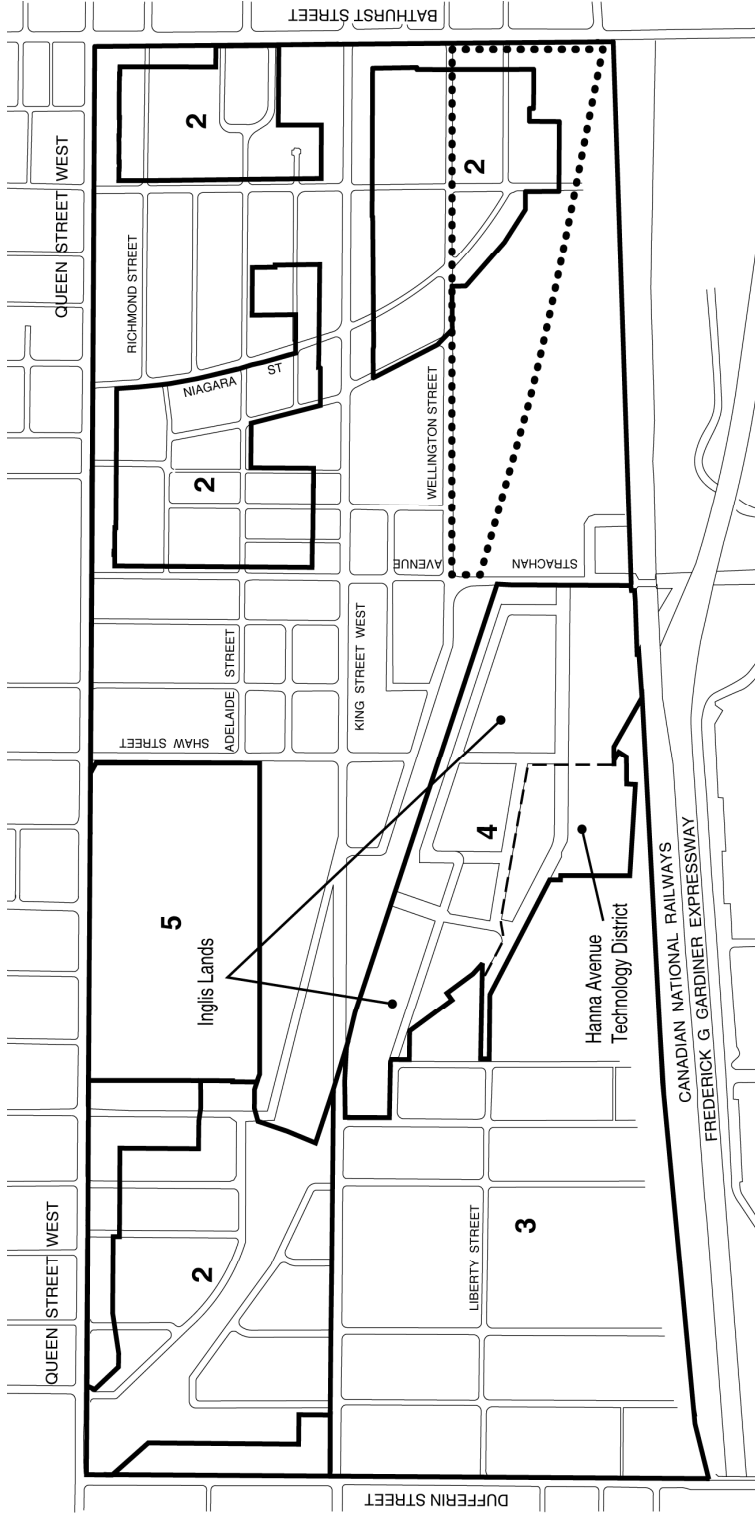 QUEEN STREET WEST
QUEEN STREET WEST
BATHURST STREET
RICHMOND STREET
NIAGARA
ST
WELLINGTON STREET
STRACHAN
AVENUE
ADELAIDE STREET
KING STREET WEST
SHAW STREET
2
2
2
2
5
4
3
Inglis Lands
Hanna Avenue
Technology District
LIBERTY STREET
DUFFERIN STREET
CANADIAN NATIONAL RAILWAYS
FREDERICK G GARDINER EXPRESSWAY